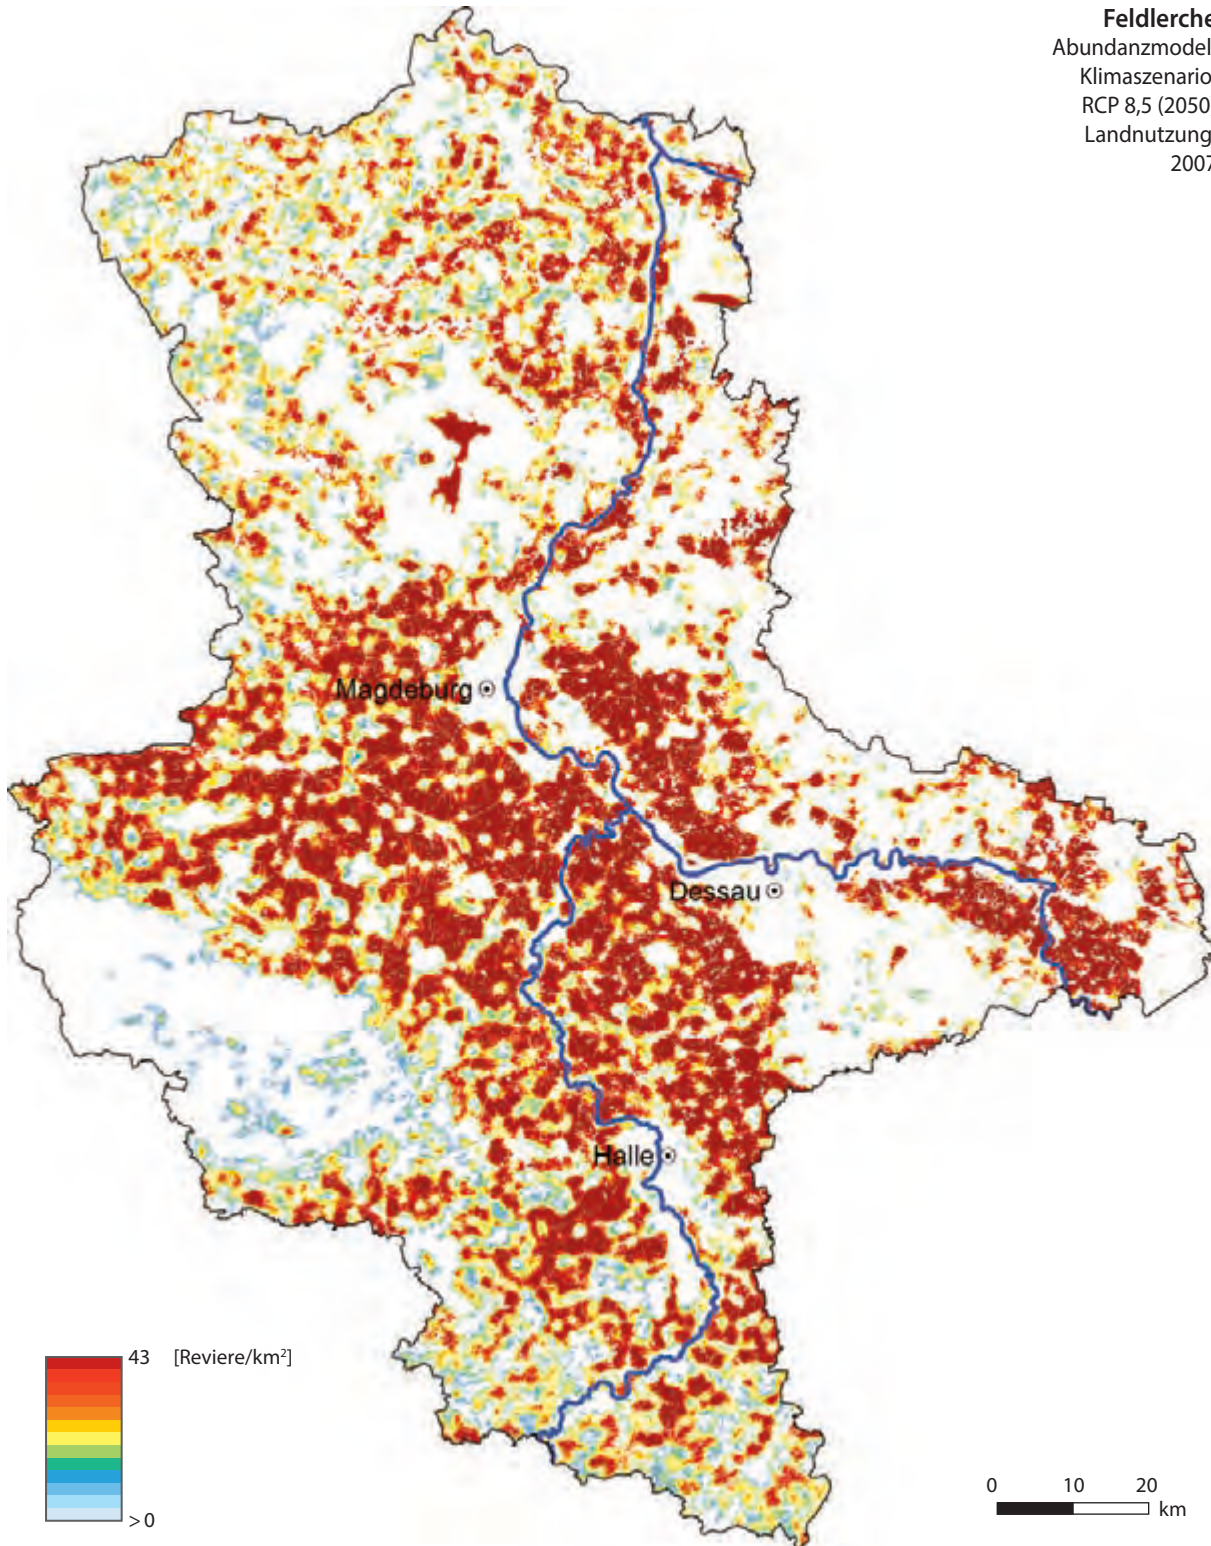 Feldlerche
Abundanzmodel
Klimaszenario
RCP 8,5 (2050
Landnutzung
2007
Magdeburg
Dessau
Halle
43 [Reviere/km²]
>0
0 10 20
km